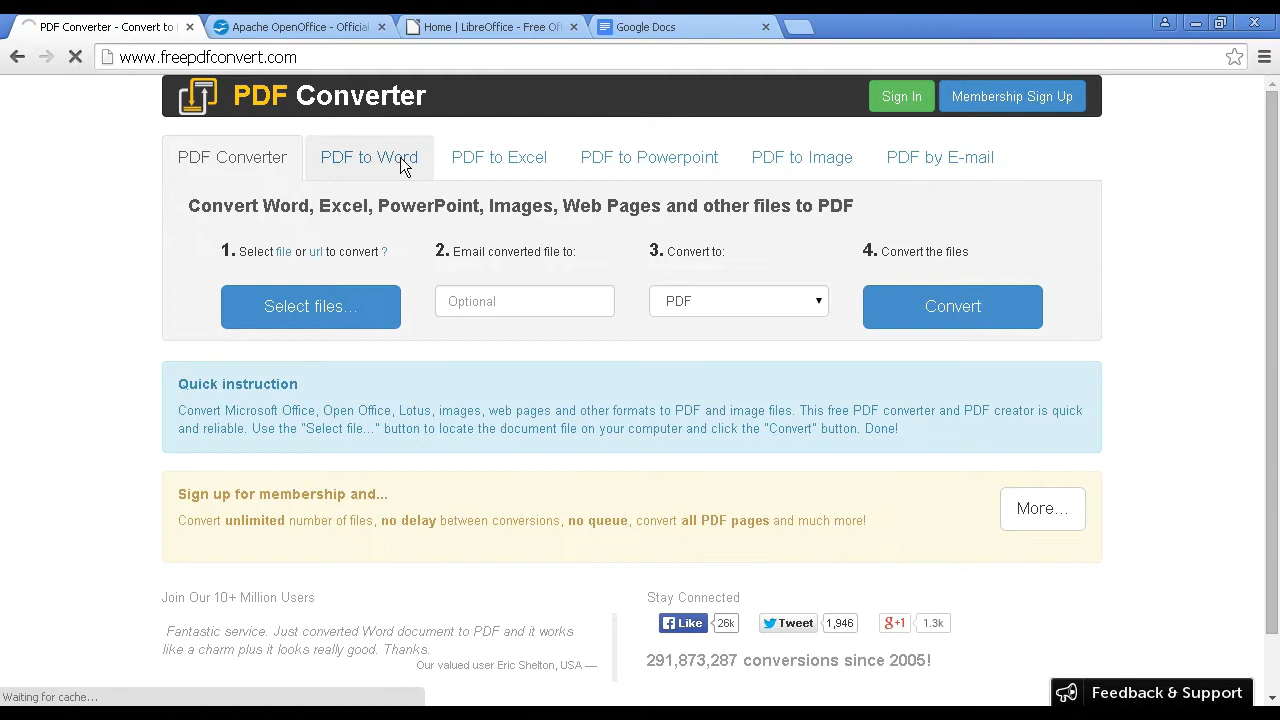 PDF Converter - Convert to
Apache OpenOffice - Official
Home | LibreOffice - Free Off
Google Docs
www.freepdfconvert.com
PDF Converter
Sign In
Membership Sign Up
PDF Converter
PDF to Word
PDF to Excel
PDF to Powerpoint
PDF to Image
PDF by E-mail
Convert Word, Excel, PowerPoint, Images, Web Pages and other files to PDF
1. Select file or url to convert ?
2. Email converted file to:
3. Convert to:
4. Convert the files
Select files...
Optional
PDF
Convert
Quick instruction
Convert Microsoft Office, Open Office, Lotus, images, web pages and other formats to PDF and image files. This free PDF converter and PDF creator is quick
and reliable. Use the "Select file..." button to locate the document file on your computer and click the "Convert" button. Done!
Sign up for membership and...
Convert unlimited number of files, no delay between conversions, no queue, convert all PDF pages and much more!
More...
Join Our 10+ Million Users
Stay Connected
Fantastic service. Just converted Word document to PDF and it works
like a charm plus it looks really good. Thanks.
Our valued user Eric Shelton, USA —
Like
26k
Tweet
1,946
g+1
1.3k
291,873,287 conversions since 2005!
Waiting for cache...
Feedback & Support